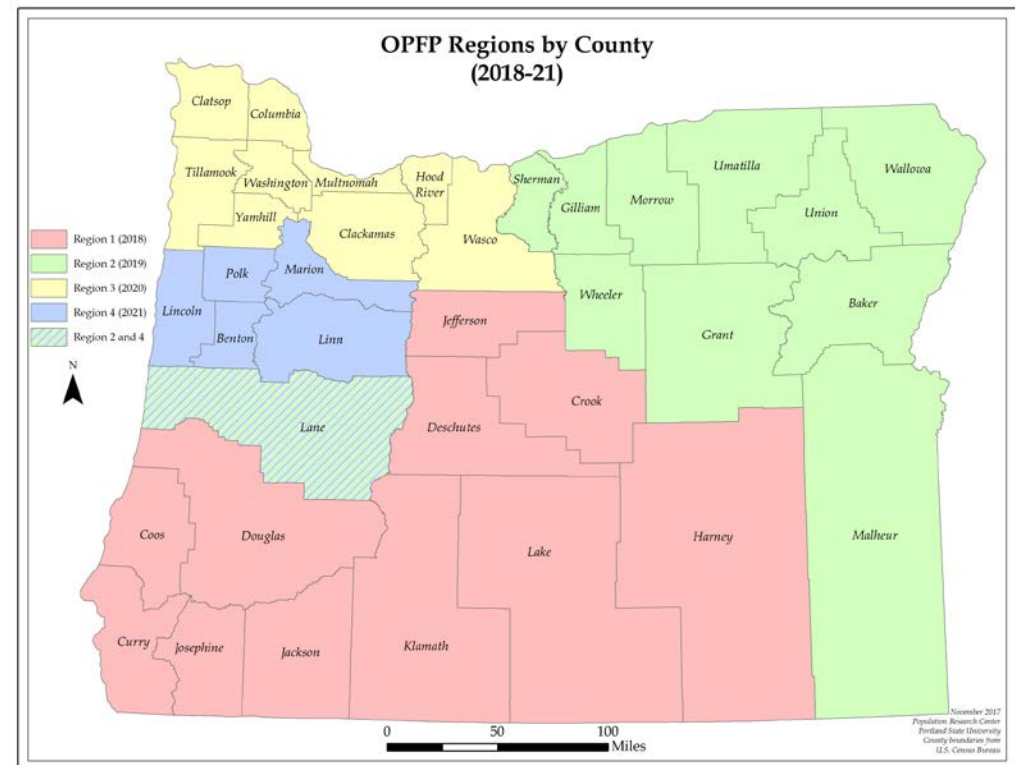 OPFP Regions by County
(2018-21)
Clatsop
Columbia
Tillamook
Washington
Multnomah
Hood
River
Yamhill
Clackamas
Wasco
Sherman
Gilliam
Morrow
Umatilla
Union
Wallowa
Region 1 (2018)
Region 2 (2019)
Region 3 (2020)
Region 4 (2021)
Region 2 and 4
N
Polk
Marion
Lincoln
Benton
Linn
Jefferson
Wheeler
Grant
Baker
Lane
Deschutes
Crook
Coos
Douglas
Lake
Harney
Malheur
Curry
Josephine
Jackson
Klamath
0 50 100
Miles
November 2017
Population Research Center
Portland State University
County boundaries from
U.S. Census Bureau